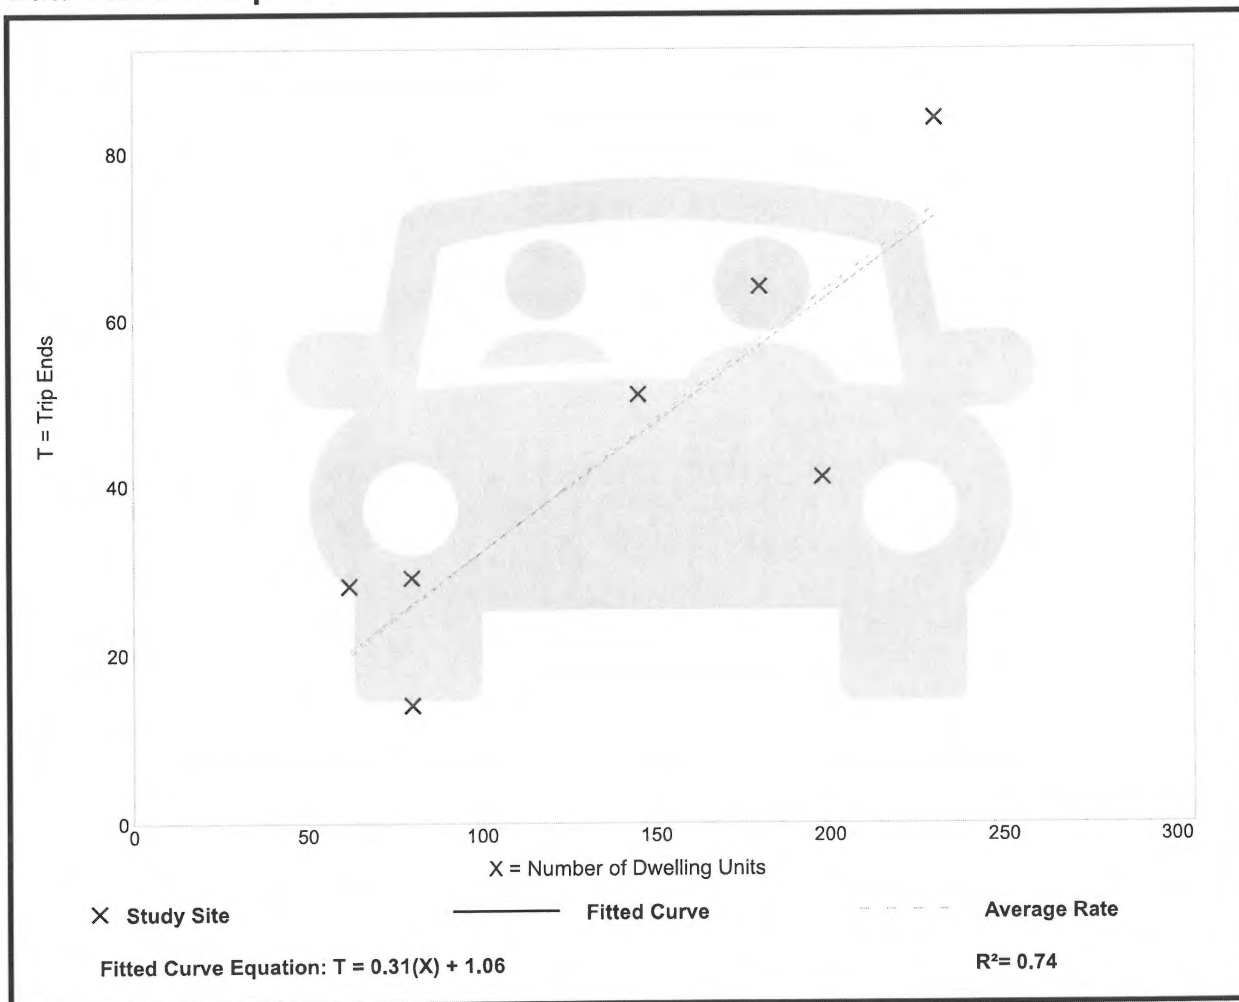 80
60
40
20
0
T = Trip Ends
0 50 100 150 200 250 300
X = Number of Dwelling Units
Study Site Fitted Curve Average Rate
Fitted Curve Equation: T = 0.31(X) + 1.06 R²= 0.74